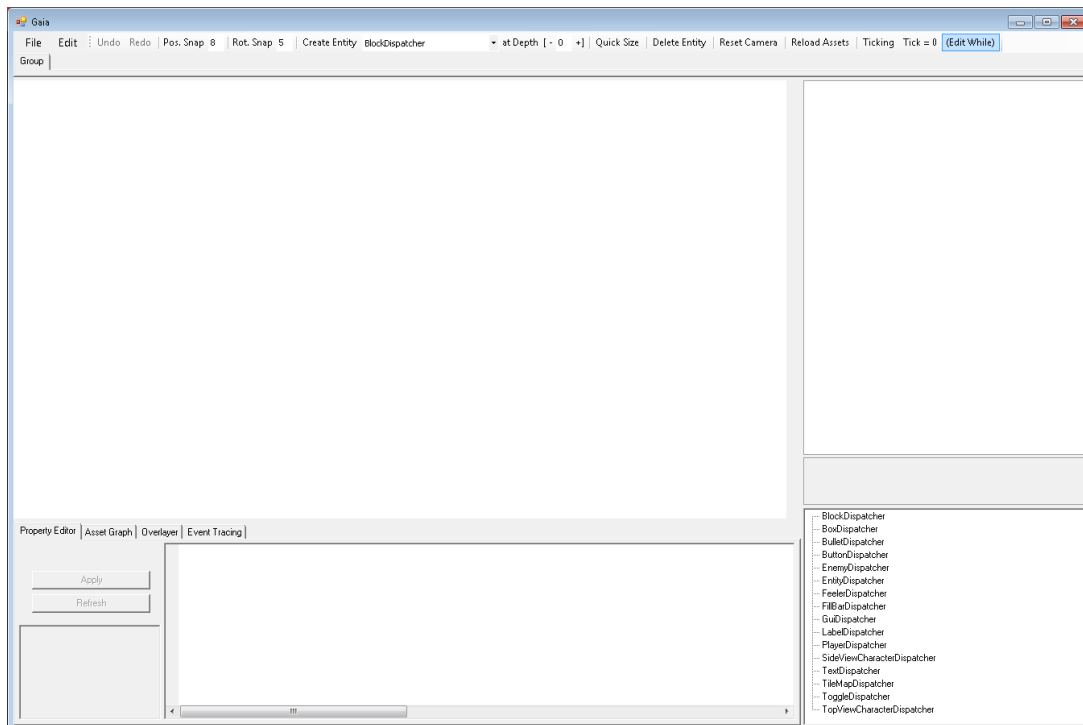 Gaia
File Edit Undo Redo Pos. Snap 8 Rot. Snap 5 Create Entity BlockDispatcher at Depth [ - 0 +] Quick Size Delete Entity Reset Camera Reload Assets Ticking Tick = 0 (Edit While)
Group
Property Editor Asset Graph Overlayer Event Tracing
Apply
Refresh
BlockDispatcher
BoxDispatcher
BulletDispatcher
ButtonDispatcher
EnemyDispatcher
EntityDispatcher
FeelerDispatcher
FillBarDispatcher
GuiDispatcher
LabelDispatcher
PlayerDispatcher
SideViewCharacterDispatcher
TextDispatcher
TileMapDispatcher
ToggleDispatcher
TopViewCharacterDispatcher